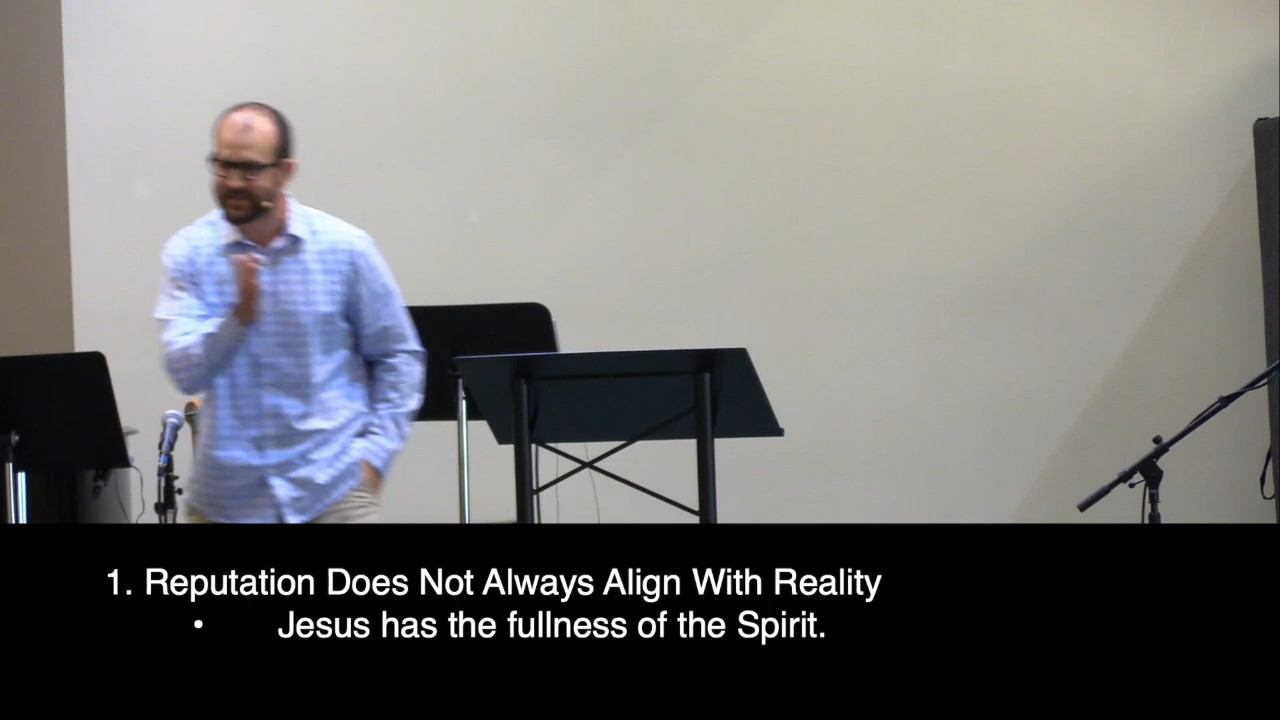 1. Reputation Does Not Always Align With Reality
• Jesus has the fullness of the Spirit.